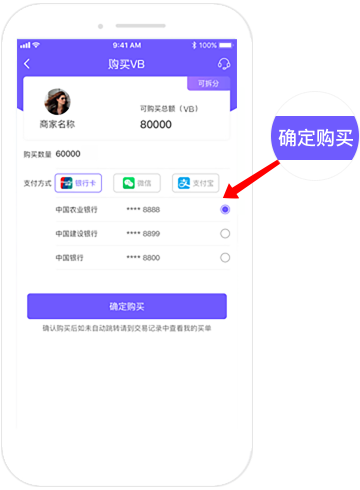 9:41 AM
100%
购买VB
可拆分
可购买总额（VB）
商家名称
80000
购买数量 60000
支付方式 银行卡 微信 支付宝
中国农业银行 **** 8888
中国建设银行 **** 8899
中国银行 **** 8800
确定购买
确认购买后如未自动跳转请到交易记录中查看我的买单
确定购买